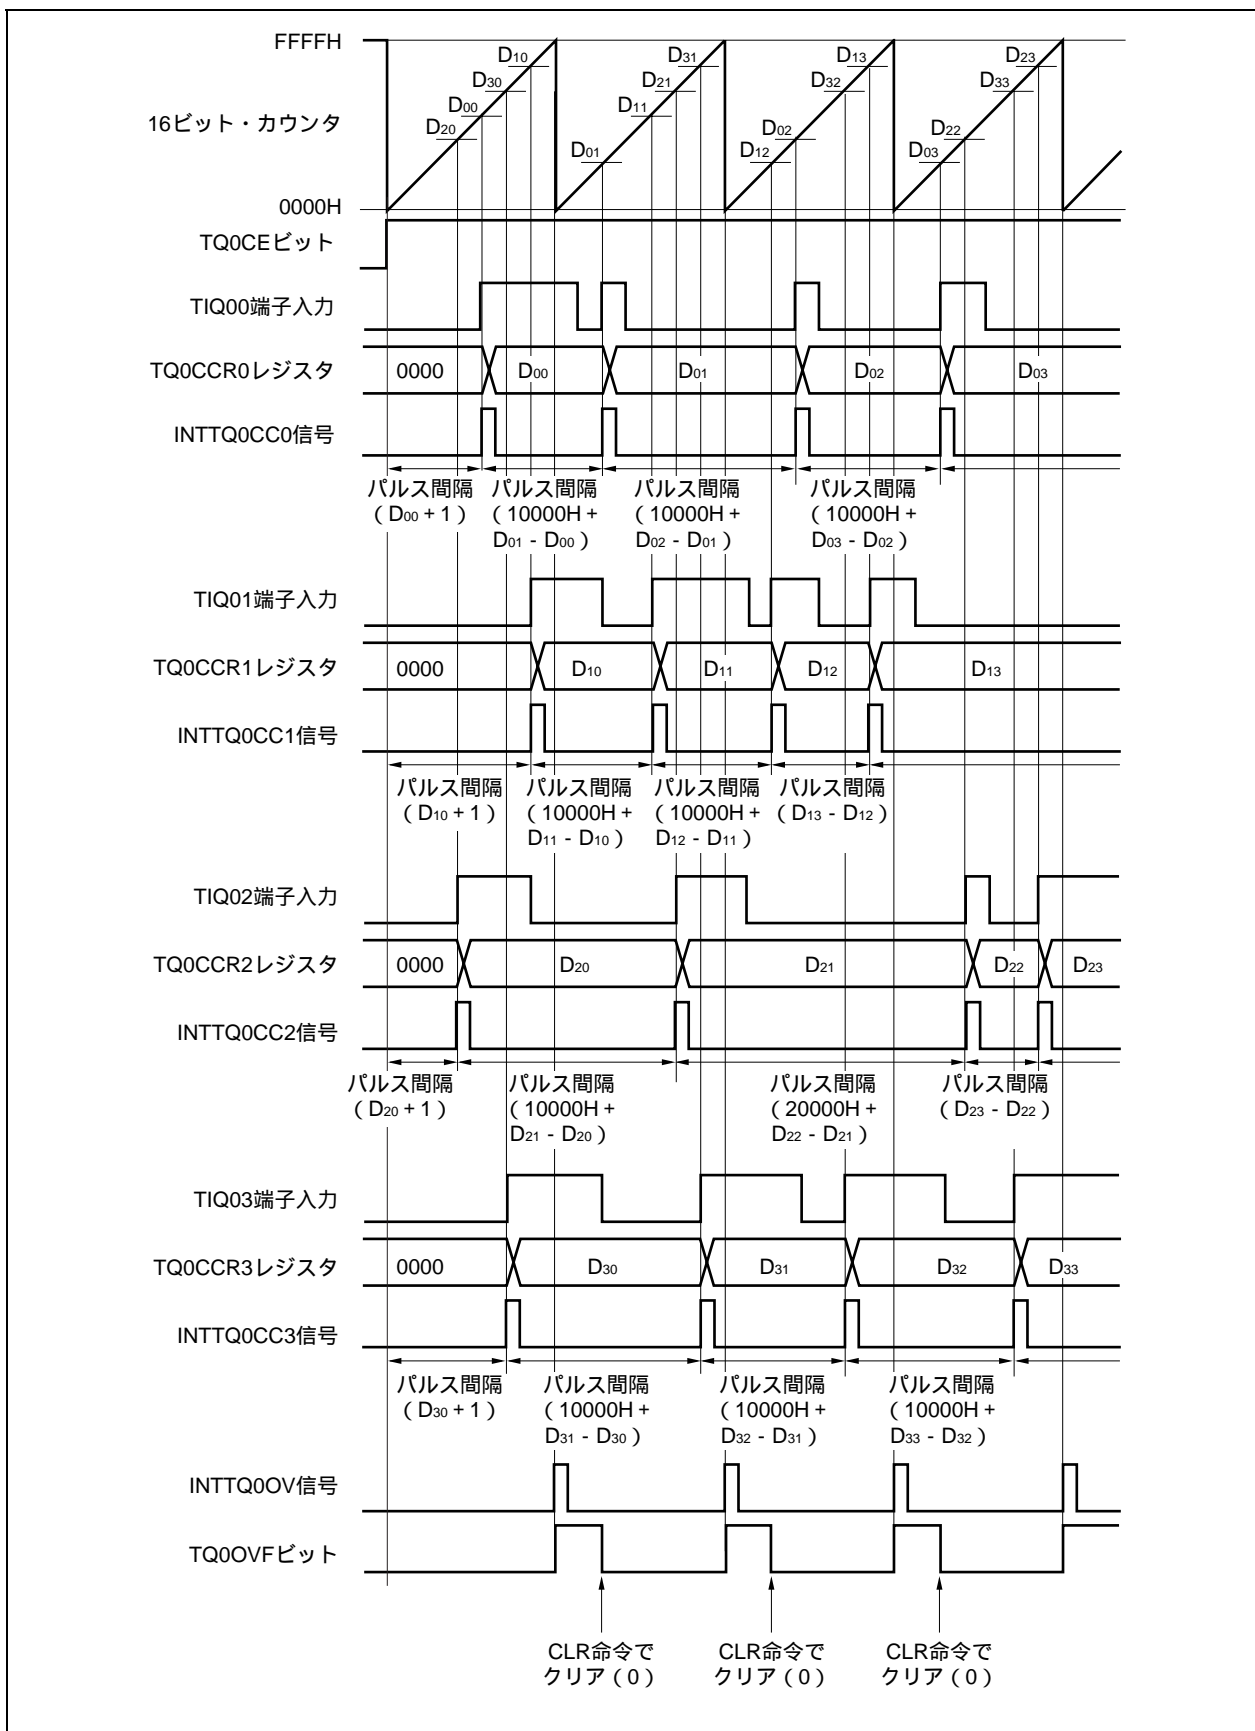 FFFFH
D10
D31
D13
D23
D30
D21
D32
D33
D00
D11
16ビット・カウンタ
D20
D02
D22
D01
D12
D03
0000H
TQ0CEビット
TIQ00端子入力
TQ0CCR0レジスタ
0000
D00
D01
D02
D03
INTTQ0CC0信号
パルス間隔
(D00 + 1)
パルス間隔
(10000H +
D01 - D00)
パルス間隔
(10000H +
D02 - D01)
パルス間隔
(10000H +
D03 - D02)
TIQ01端子入力
TQ0CCR1レジスタ
0000
D10
D11
D12
D13
INTTQ0CC1信号
パルス間隔
(D10 + 1)
パルス間隔
(10000H +
D11 - D10)
パルス間隔
(10000H +
D12 - D11)
パルス間隔
(D13 - D12)
TIQ02端子入力
TQ0CCR2レジスタ
0000
D20
D21
D22
D23
INTTQ0CC2信号
パルス間隔
(D20 + 1)
パルス間隔
(10000H +
D21 - D20)
パルス間隔
(20000H +
D22 - D21)
パルス間隔
(D23 - D22)
TIQ03端子入力
TQ0CCR3レジスタ
0000
D30
D31
D32
D33
INTTQ0CC3信号
パルス間隔
(D30 + 1)
パルス間隔
(10000H +
D31 - D30)
パルス間隔
(10000H +
D32 - D31)
パルス間隔
(10000H +
D33 - D32)
INTTQ0OV信号
TQ0OVFビット
CLR命令で
クリア(0)
CLR命令で
クリア(0)
CLR命令で
クリア(0)